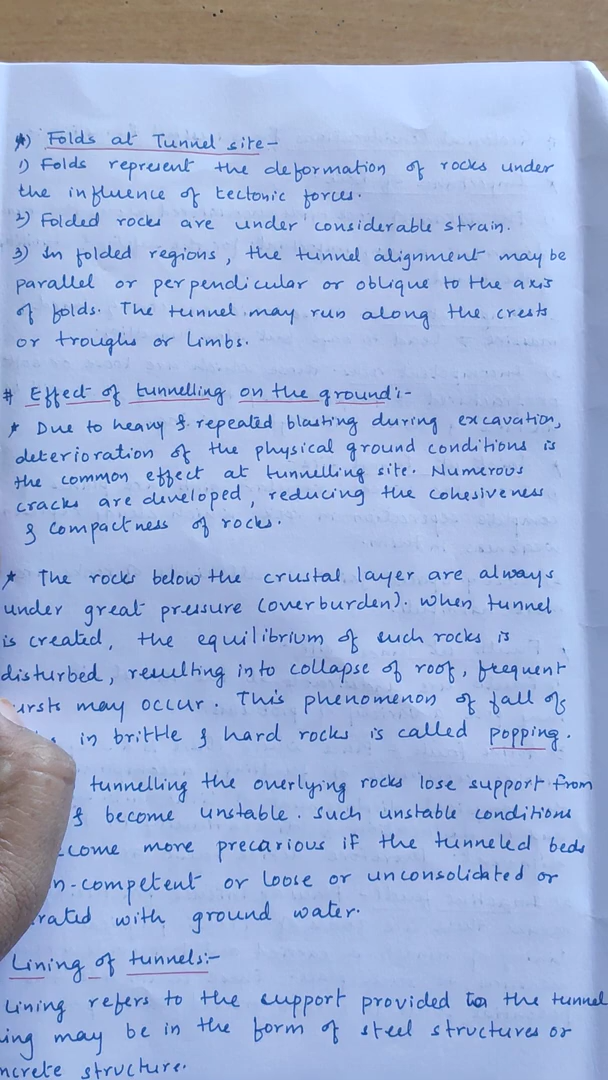 *) Folds at Tunnel site-
1) Folds represent the deformation of rocks under
the influence of tectonic forces.
2) Folded rocks are under considerable strain.
3) In folded regions, the tunnel alignment may be
parallel or perpendicular or oblique to the axis
of folds. The tunnel may run along the crests
or troughs or limbs.
# Effect of tunnelling on the ground:-
* Due to heavy & repeated blasting during excavation,
deterioration of the physical ground conditions is
the common effect at tunnelling site. Numerous
cracks are developed, reducing the cohesiveness
& compactness of rocks.
* The rocks below the crustal layer are always
under great pressure (overburden). When tunnel
is created, the equilibrium of such rocks is
disturbed, resulting into collapse of roof, frequent
ursts may occur. This phenomenon of fall of
in brittle & hard rocks is called popping.
tunnelling the overlying rocks lose support from
& become unstable. Such unstable conditions
come more precarious if the tunneled beds
n-competent or loose or unconsolidated or
rated with ground water.
Lining of tunnels:-
Lining refers to the support provided to the tunnel
ing may be in the form of steel structures or
ncrete structure.